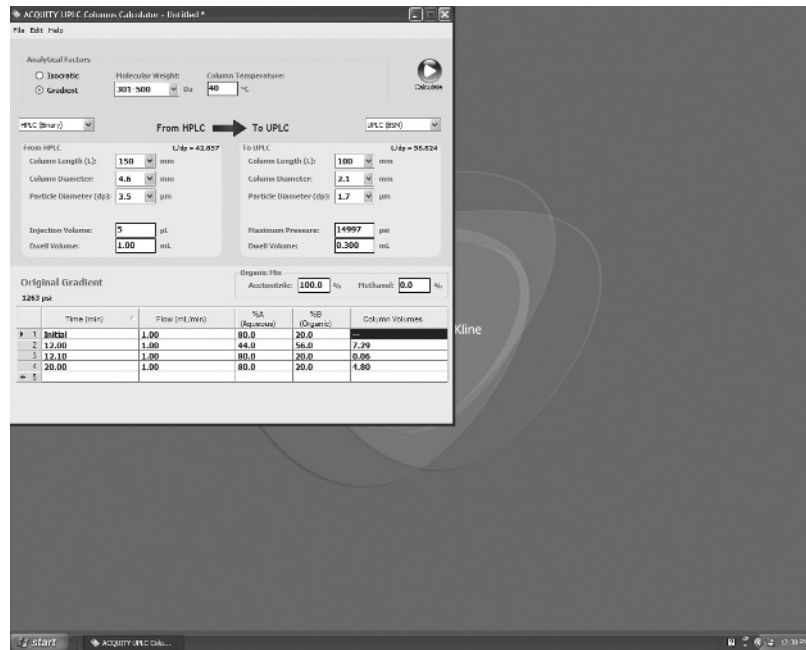 ACQUITY UPLC Columns Calculator - Untitled *
File Edit Help
Analytical Factors
Isocratic
Gradient
Molecular Weight:
301-500 Da
Column Temperature:
40 °C
Calculate
HPLC (Binary)
From HPLC To UPLC
UPLC (BSM)
From HPLC L/dp = 42,857
Column Length (L): 150 mm
Column Diameter: 4.6 mm
Particle Diameter (dp): 3.5 µm
Injection Volume: 5 µL
Dwell Volume: 1.00 mL
To UPLC L/dp = 58,824
Column Length (L): 100 mm
Column Diameter: 2.1 mm
Particle Diameter (dp): 1.7 µm
Maximum Pressure: 14997 psi
Dwell Volume: 0.300 mL
Original Gradient
1263 psi
Organic Mix
Acetonitrile: 100.0 % Methanol: 0.0 %
Time (min) Flow (mL/min) %A (Aqueous) %B (Organic) Column Volumes
1 Initial 1.00 80.0 20.0 --
2 12.00 1.00 44.0 56.0 7.29
3 12.10 1.00 80.0 20.0 0.06
4 20.00 1.00 80.0 20.0 4.80
5
Kline
start
ACQUITY UPLC Colu...
12:30 PM